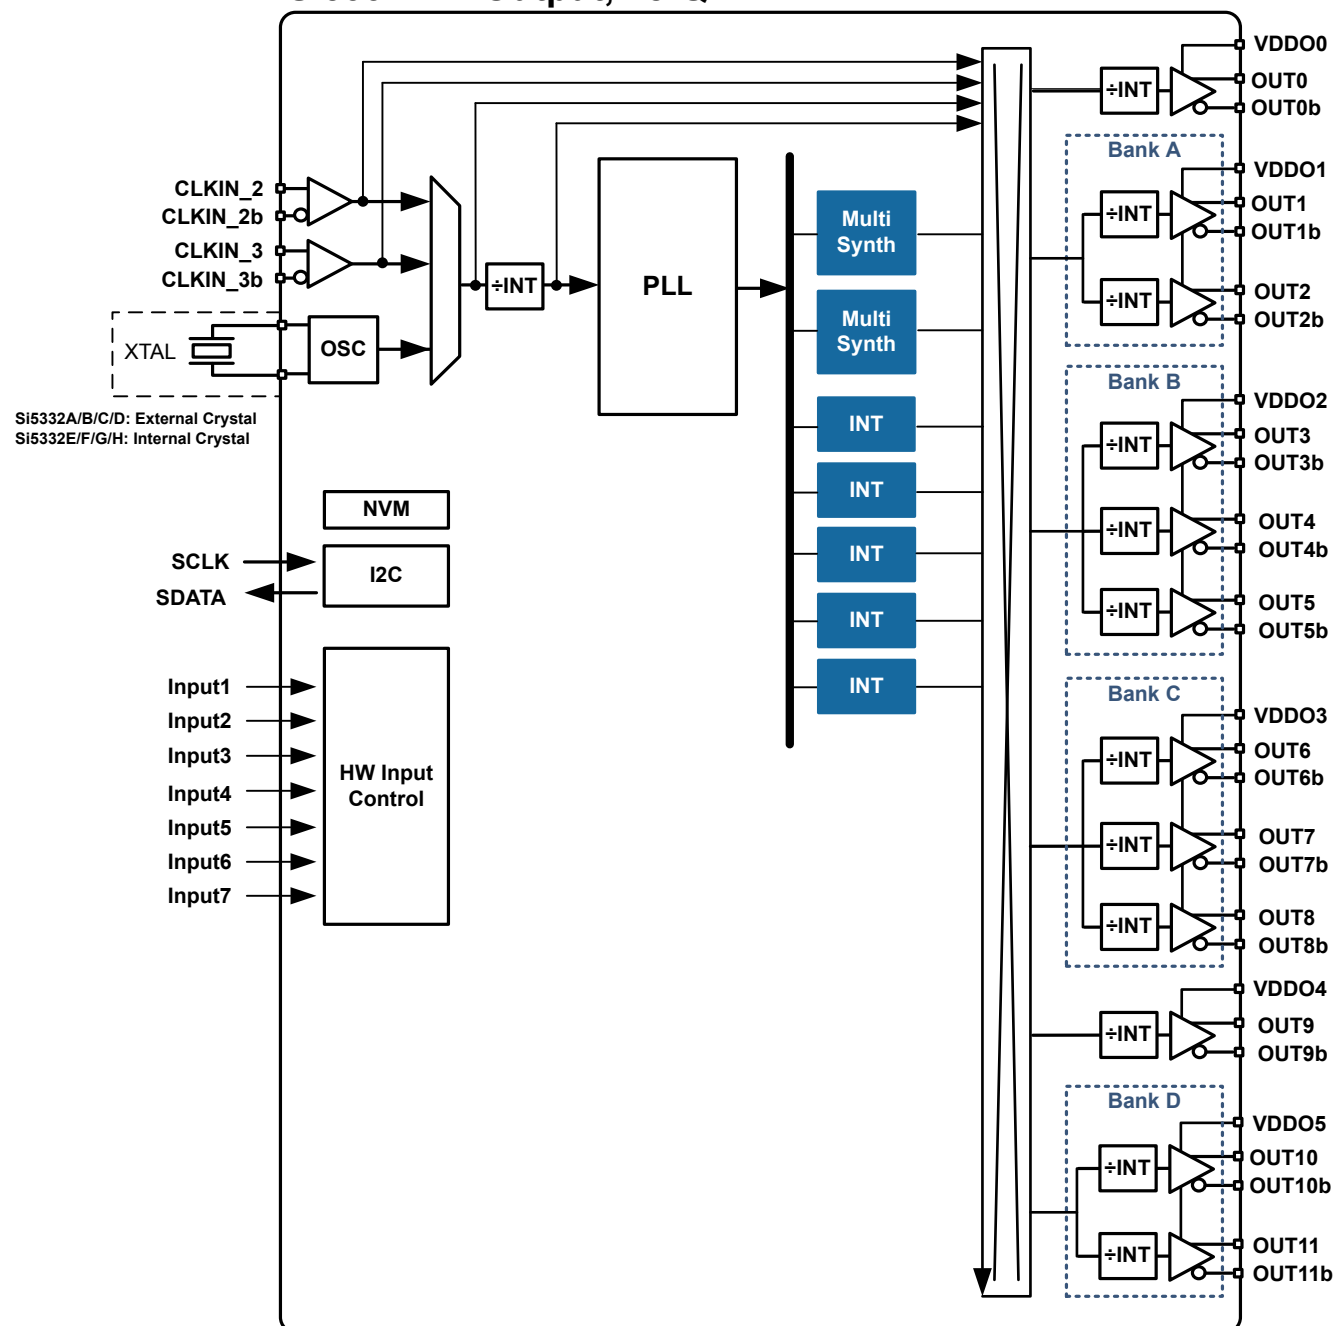 VDDO0
OUT0
÷INT
OUT0b
Bank A
VDDO1
CLKIN_2
÷INT
OUT1
CLKIN_2b
Multi
Synth
OUT1b
CLKIN_3
CLKIN_3b
÷INT
PLL
÷INT
OUT2
OUT2b
XTAL
OSC
Multi
Synth
Bank B
Si5332A/B/C/D: External Crystal
Si5332E/F/G/H: Internal Crystal
VDDO2
INT
÷INT
OUT3
OUT3b
NVM
INT
÷INT
OUT4
OUT4b
SCLK
I2C
SDATA
INT
÷INT
OUT5
OUT5b
INT
Input1
Input2
Input3
Input4
Input5
Input6
Input7
HW Input
Control
INT
Bank C
VDDO3
÷INT
OUT6
OUT6b
÷INT
OUT7
OUT7b
÷INT
OUT8
OUT8b
VDDO4
÷INT
OUT9
OUT9b
Bank D
VDDO5
÷INT
OUT10
OUT10b
÷INT
OUT11
OUT11b